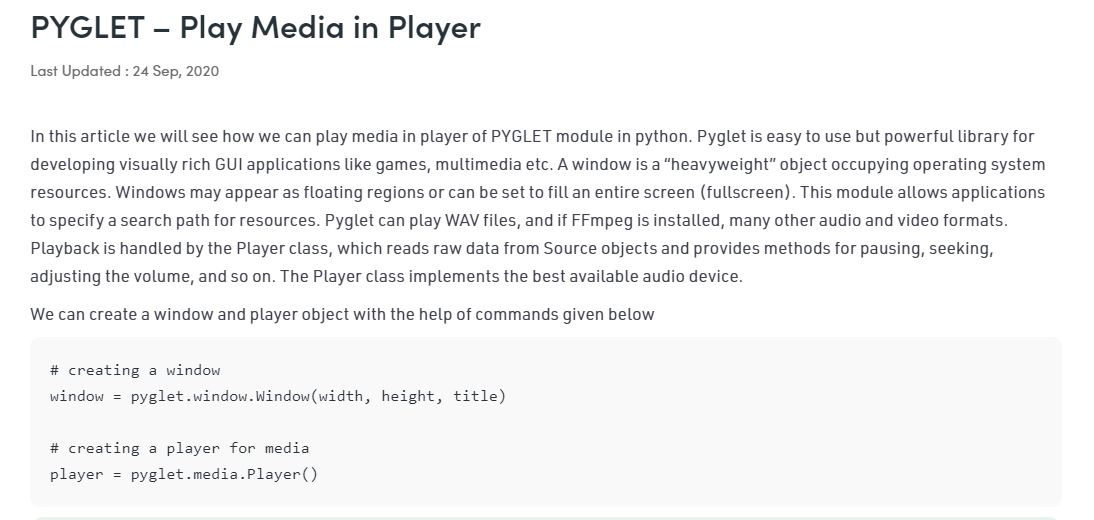 PYGLET – Play Media in Player
Last Updated : 24 Sep, 2020
In this article we will see how we can play media in player of PYGLET module in python. Pyglet is easy to use but powerful library for
developing visually rich GUI applications like games, multimedia etc. A window is a “heavyweight” object occupying operating system
resources. Windows may appear as floating regions or can be set to fill an entire screen (fullscreen). This module allows applications
to specify a search path for resources. Pyglet can play WAV files, and if FFmpeg is installed, many other audio and video formats.
Playback is handled by the Player class, which reads raw data from Source objects and provides methods for pausing, seeking,
adjusting the volume, and so on. The Player class implements the best available audio device.
We can create a window and player object with the help of commands given below
# creating a window
window = pyglet.window.Window(width, height, title)
# creating a player for media
player = pyglet.media.Player()